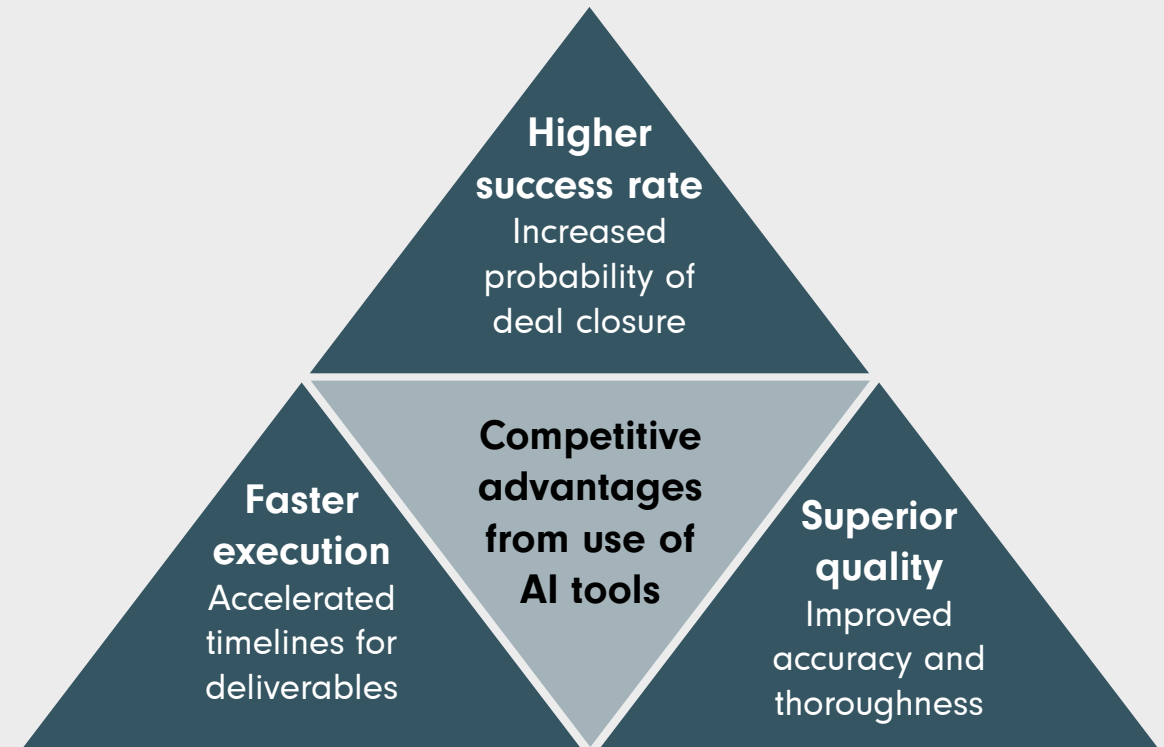 Higher
success rate
Increased
probability of
deal closure
Competitive
advantages
from use of
AI tools
Faster
execution
Accelerated
timelines for
deliverables
Superior
quality
Improved
accuracy and
thoroughness